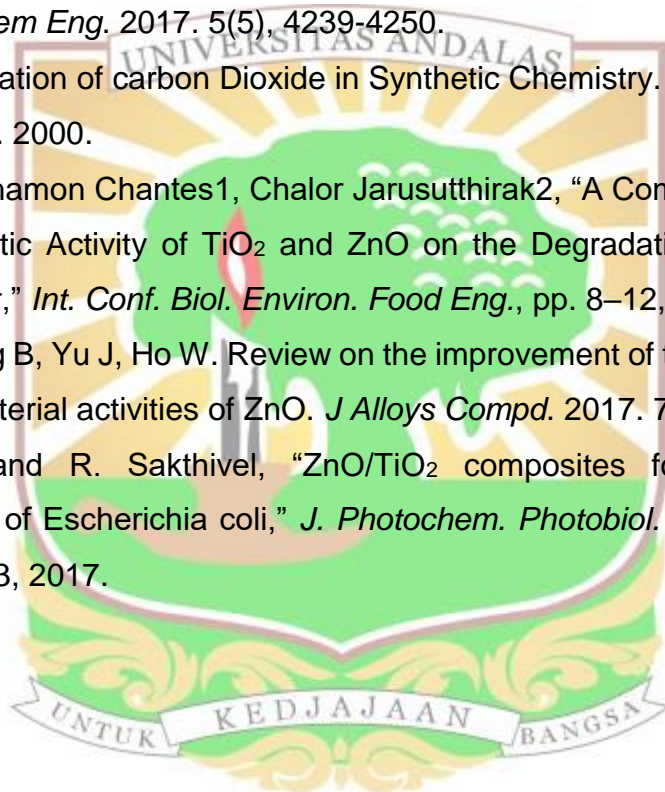 em Eng. 2017. 5(5), 4239-4250.
UNIVERSITAS ANDALAS
ation of carbon Dioxide in Synthetic Chemistry.
. 2000.
namon Chantes1, Chalor Jarusutthirak2, “A Con
tic Activity of TiO2 and ZnO on the Degradati
,” Int. Conf. Biol. Environ. Food Eng., pp. 8–12,
g B, Yu J, Ho W. Review on the improvement of t
terial activities of ZnO. J Alloys Compd. 2017. 7
and R. Sakthivel, “ZnO/TiO2 composites fo
of Escherichia coli,” J. Photochem. Photobiol.
3, 2017.
UNTUK KEDJAJAAN BANGSA